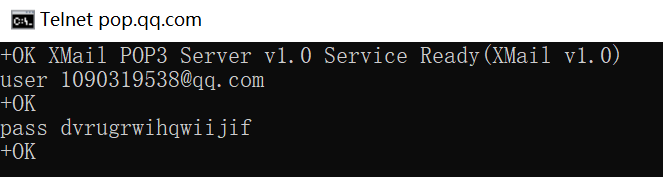 Telnet pop.qq.com
+OK XMail POP3 Server v1.0 Service Ready(XMail v1.0)
user 1090319538@qq.com
+OK
pass dvrugrwihqwiijif
+OK